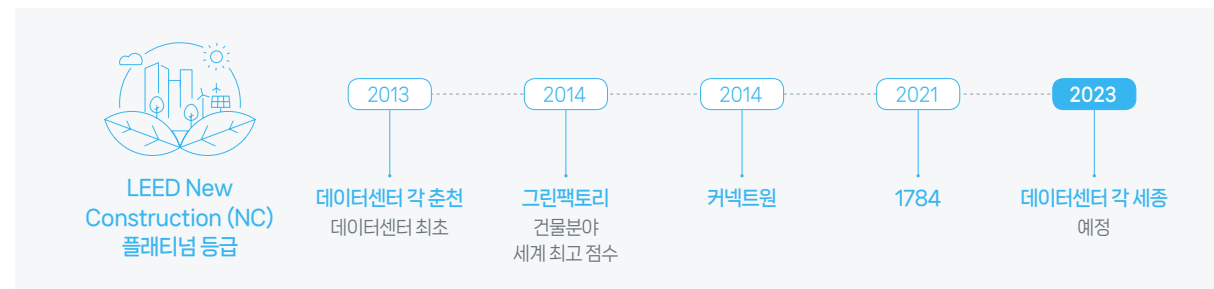 LEED New
Construction (NC)
플래티넘 등급
2013
데이터센터 각 춘천
데이터센터 최초
2014
그린팩토리
건물분야
세계 최고 점수
2014
커넥트원
2021
1784
2023
데이터센터 각 세종
예정